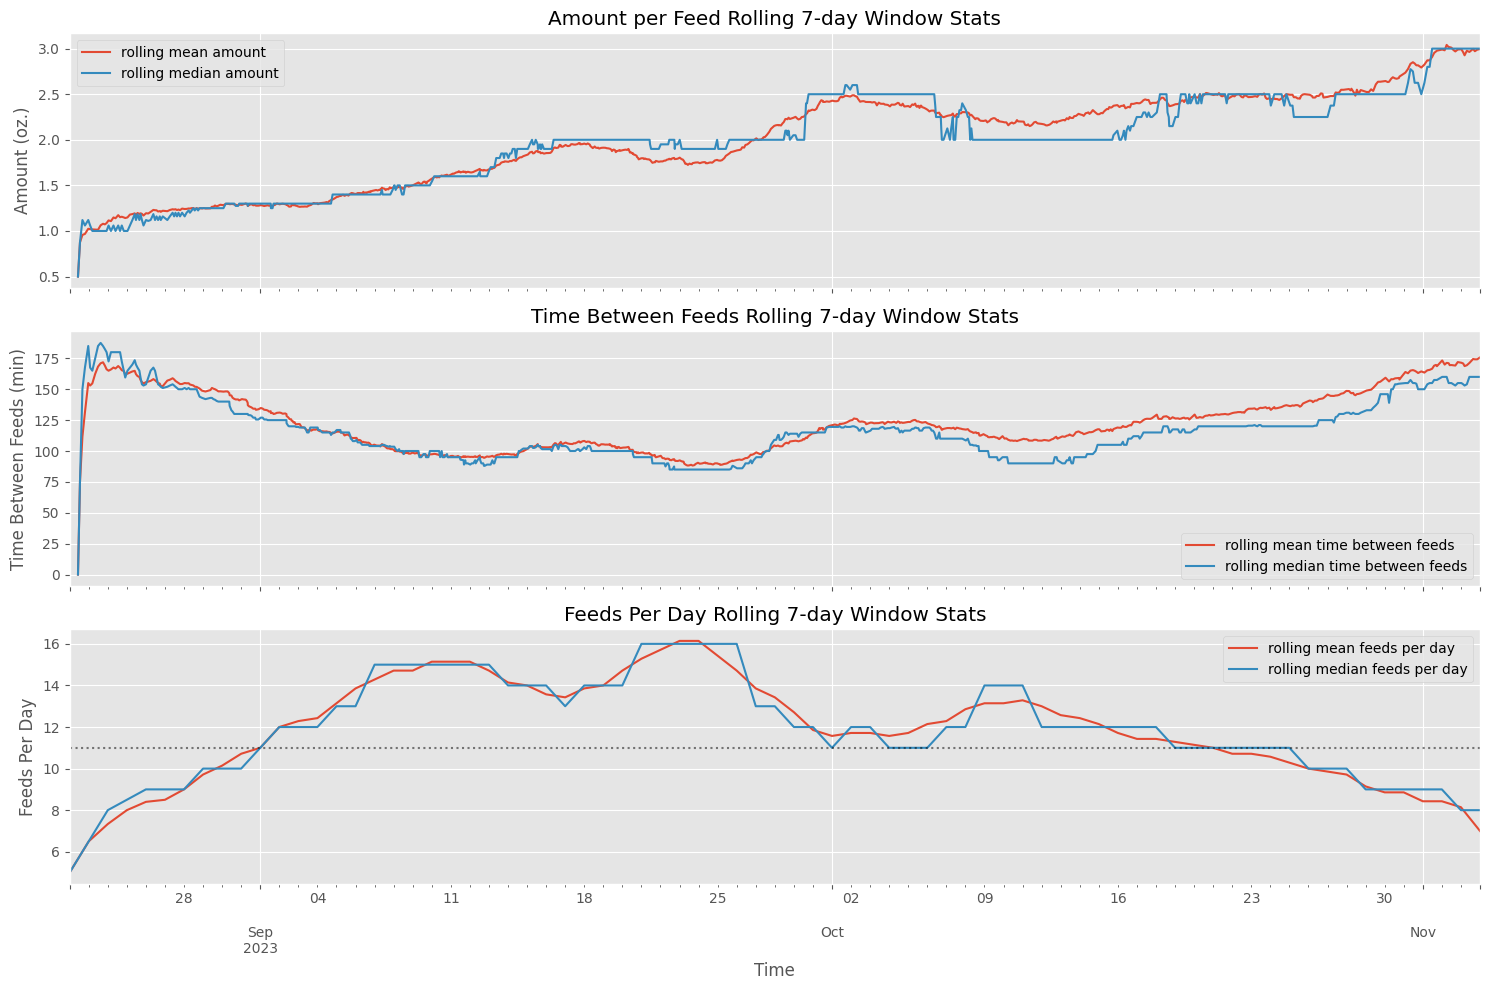 Amount per Feed Rolling 7-day Window Stats
rolling mean amount
rolling median amount
Amount (oz.)
3.0
2.5
2.0
1.5
1.0
0.5
Time Between Feeds Rolling 7-day Window Stats
Time Between Feeds (min)
175
150
125
100
75
50
25
0
rolling mean time between feeds
rolling median time between feeds
Feeds Per Day Rolling 7-day Window Stats
rolling mean feeds per day
rolling median feeds per day
Feeds Per Day
16
14
12
10
8
6
28 04 11 18 25 02 09 16 23 30
Sep Oct Nov
2023
Time